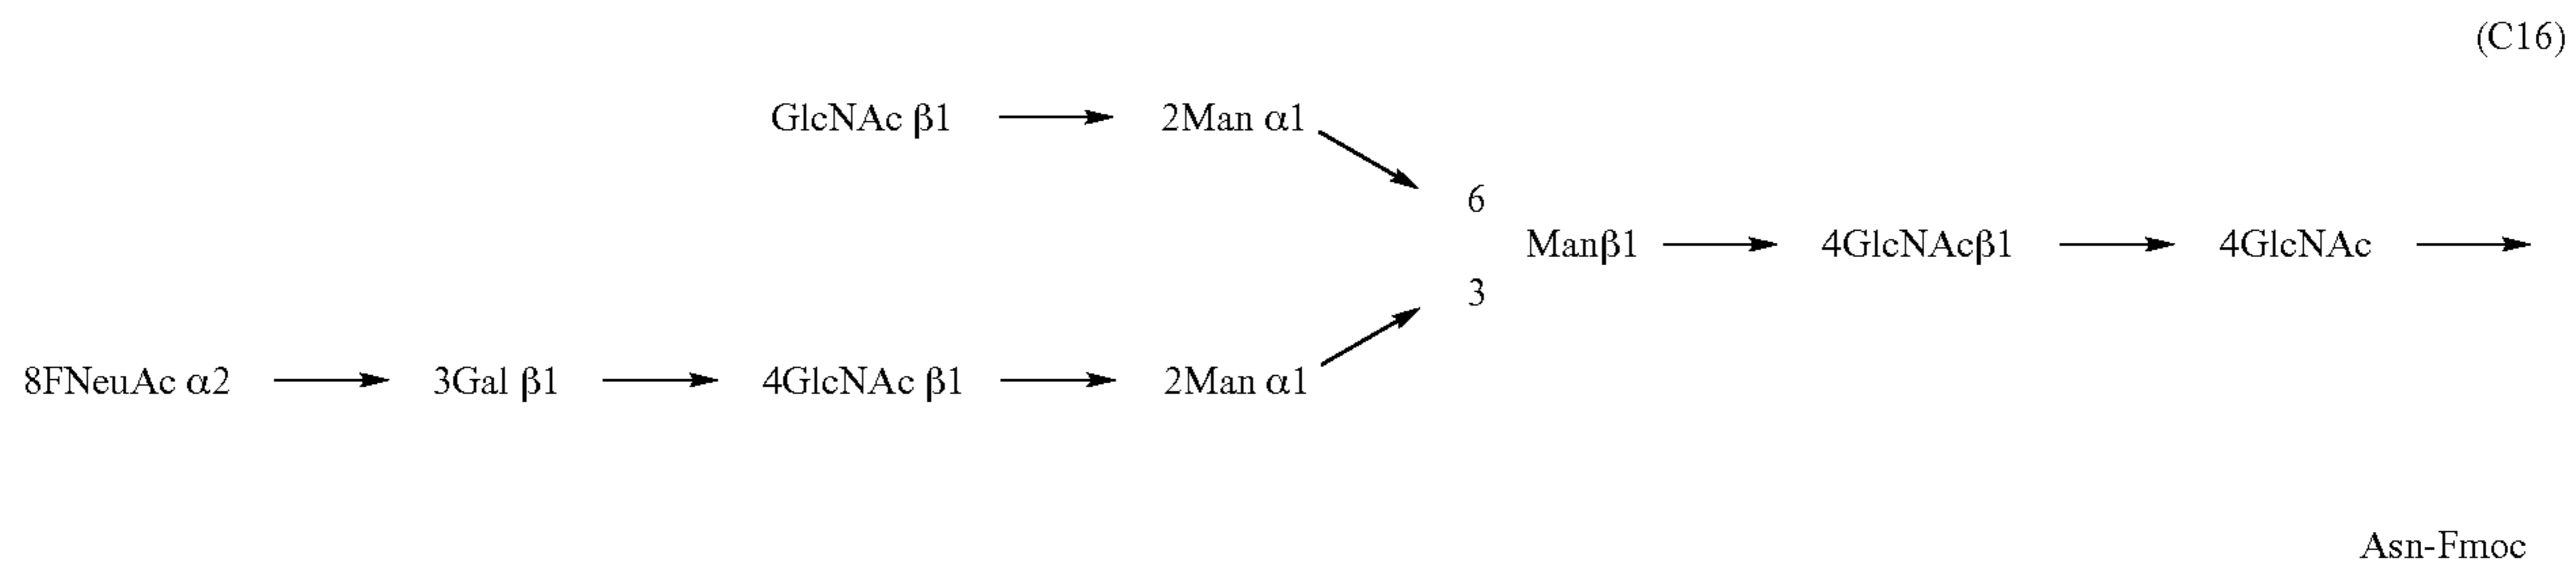 (C16)
GlcNAc β1 → 2Man α1
6
Manβ1 → 4GlcNAcβ1 → 4GlcNAc →
3
8FNeuAc α2 → 3Gal β1 → 4GlcNAc β1 → 2Man α1
Asn-Fmoc